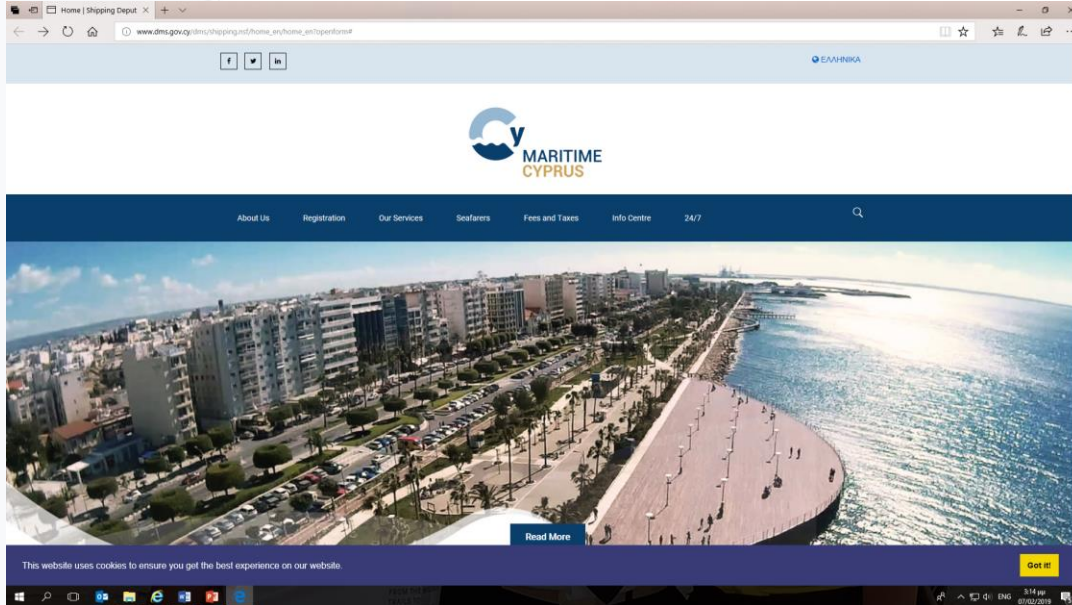 Home | Shipping Deput
www.dms.gov.cy/dms/shipping.nsf/home_en/home_en?openform#
f in
ΕΛΛΗΝΙΚΑ
Cy
MARITIME
CYPRUS
About Us Registration Our Services Seafarers Fees and Taxes Info Centre 24/7
Read More
This website uses cookies to ensure you get the best experience on our website.
Got it!
ENG
3:14 μμ
07/02/2019